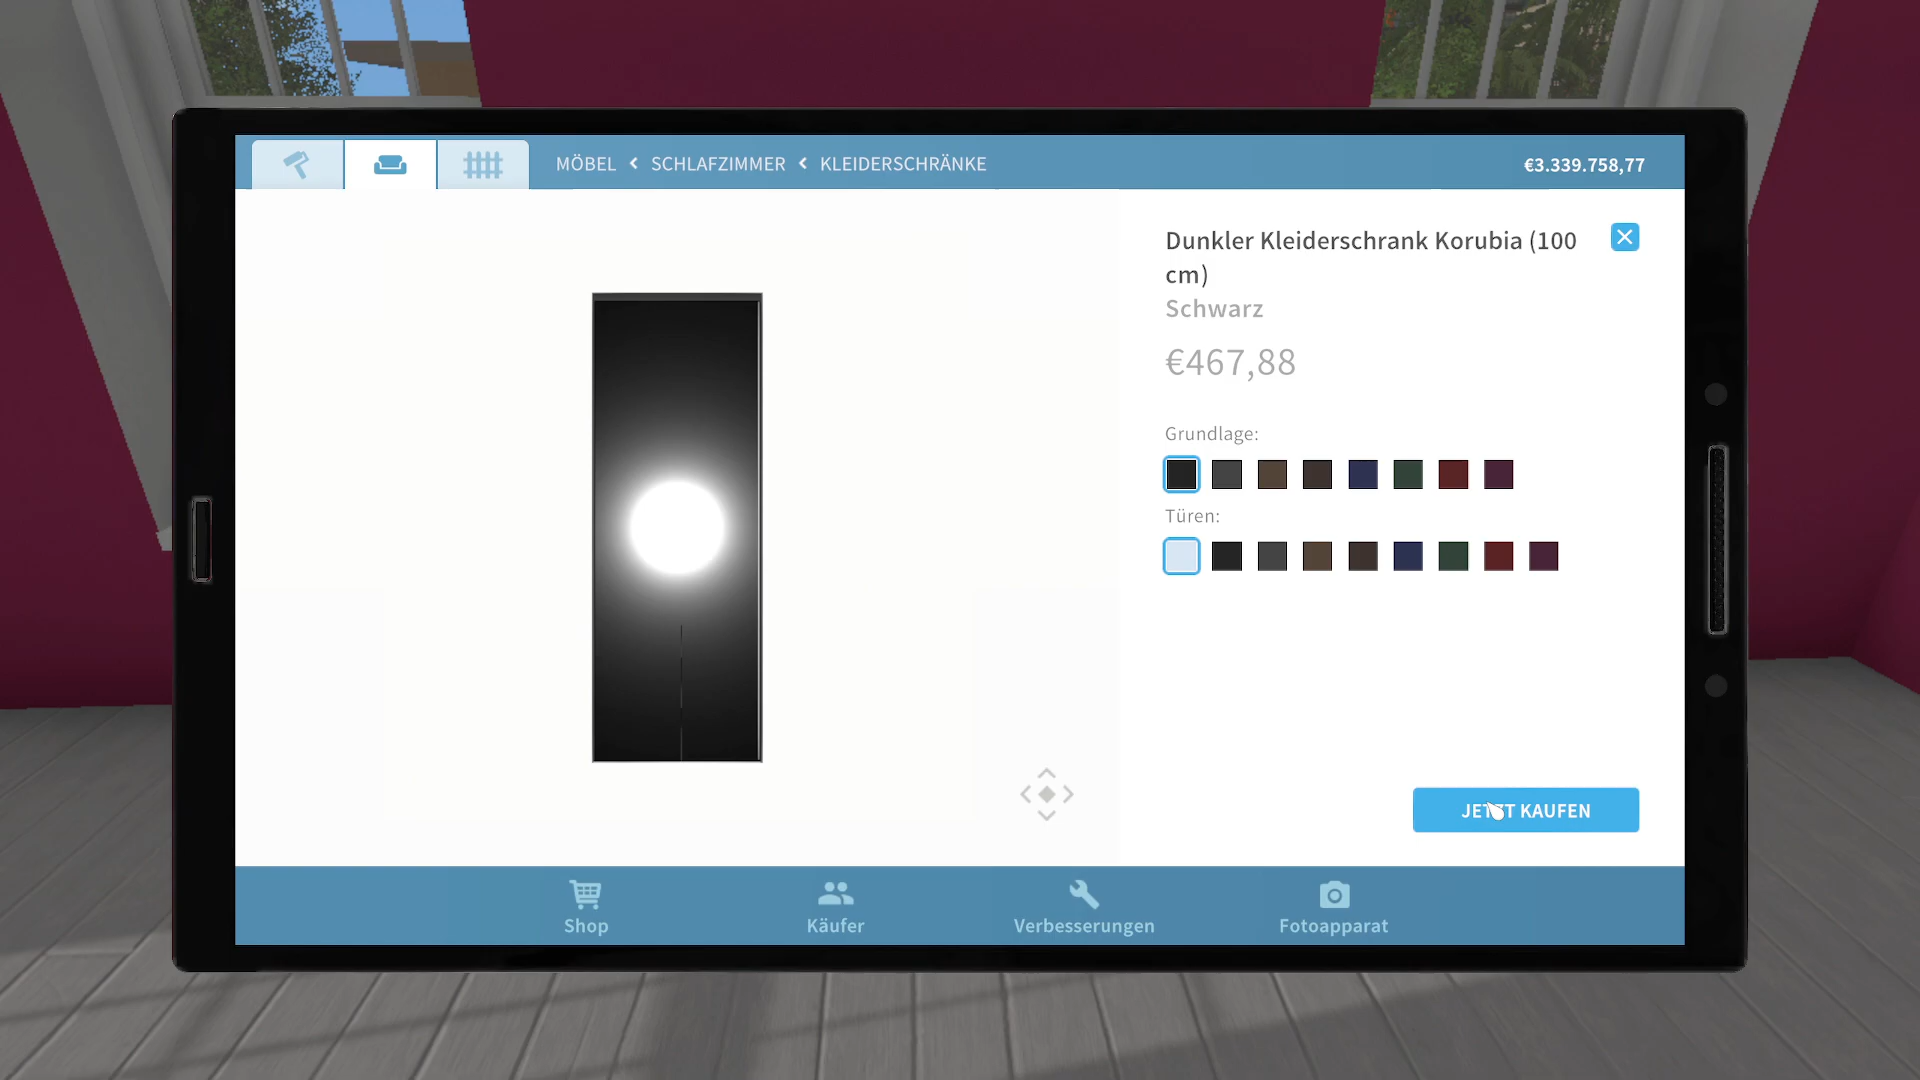 MÖBEL < SCHLAFZIMMER < KLEIDERSCHRÄNKE
€3.339.758,77
Dunkler Kleiderschrank Korubia (100
cm)
Schwarz
€467,88
Grundlage:
Türen:
JETZT KAUFEN
Shop
Käufer
Verbesserungen
Fotoapparat